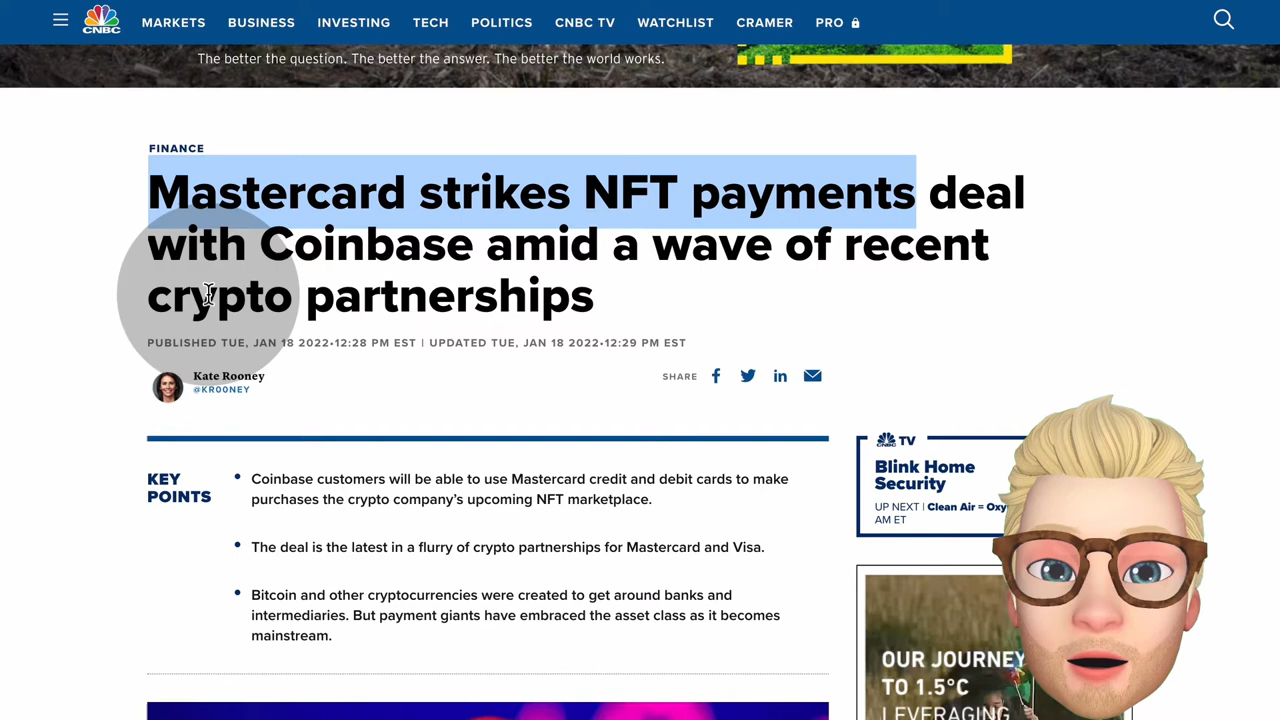 CNBC
MARKETS BUSINESS INVESTING TECH POLITICS CNBC TV WATCHLIST CRAMER PRO
The better the question. The better the answer. The better the world works.
FINANCE
Mastercard strikes NFT payments deal
with Coinbase amid a wave of recent
crypto partnerships
PUBLISHED TUE, JAN 18 2022•12:28 PM EST | UPDATED TUE, JAN 18 2022•12:29 PM EST
Kate Rooney
@KR00NEY
SHARE
KEY
POINTS
• Coinbase customers will be able to use Mastercard credit and debit cards to make
purchases the crypto company’s upcoming NFT marketplace.
• The deal is the latest in a flurry of crypto partnerships for Mastercard and Visa.
• Bitcoin and other cryptocurrencies were created to get around banks and
intermediaries. But payment giants have embraced the asset class as it becomes
mainstream.
CNBC TV
Blink Home
Security
UP NEXT | Clean Air = Oxy
AM ET
OUR JOURNEY
TO 1.5°C
LEVERAGING